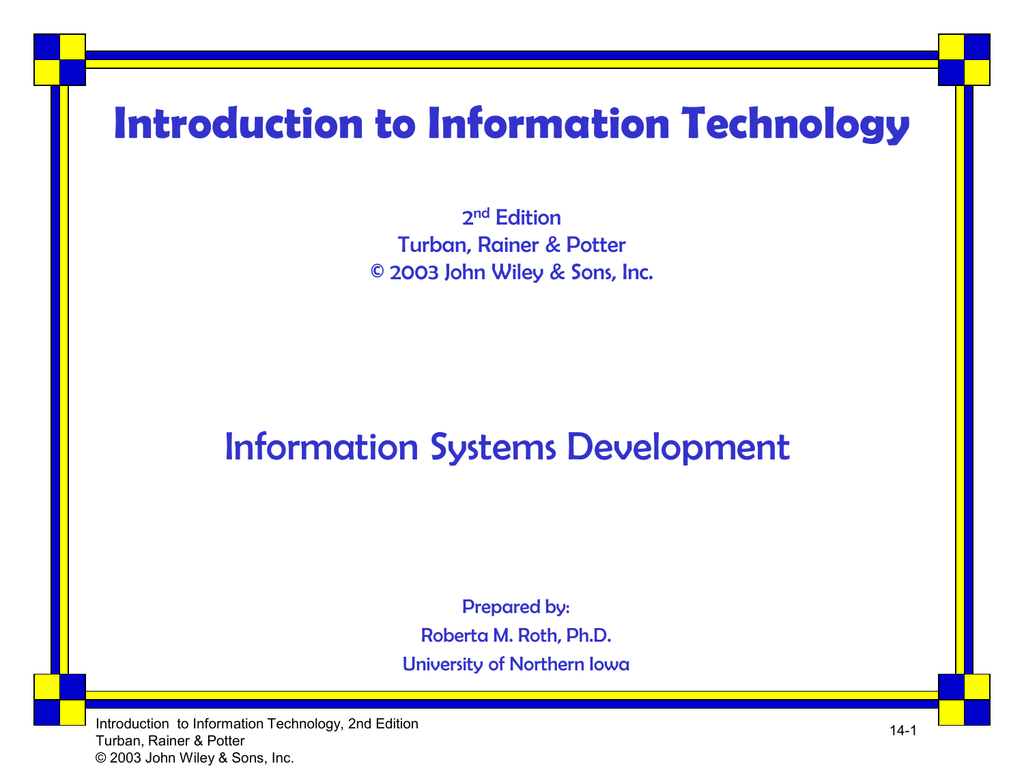 Introduction to Information Technology
2nd Edition
Turban, Rainer & Potter
© 2003 John Wiley & Sons, Inc.
Information Systems Development
Prepared by:
Roberta M. Roth, Ph.D.
University of Northern Iowa
Introduction to Information Technology, 2nd Edition
Turban, Rainer & Potter
© 2003 John Wiley & Sons, Inc.
14-1